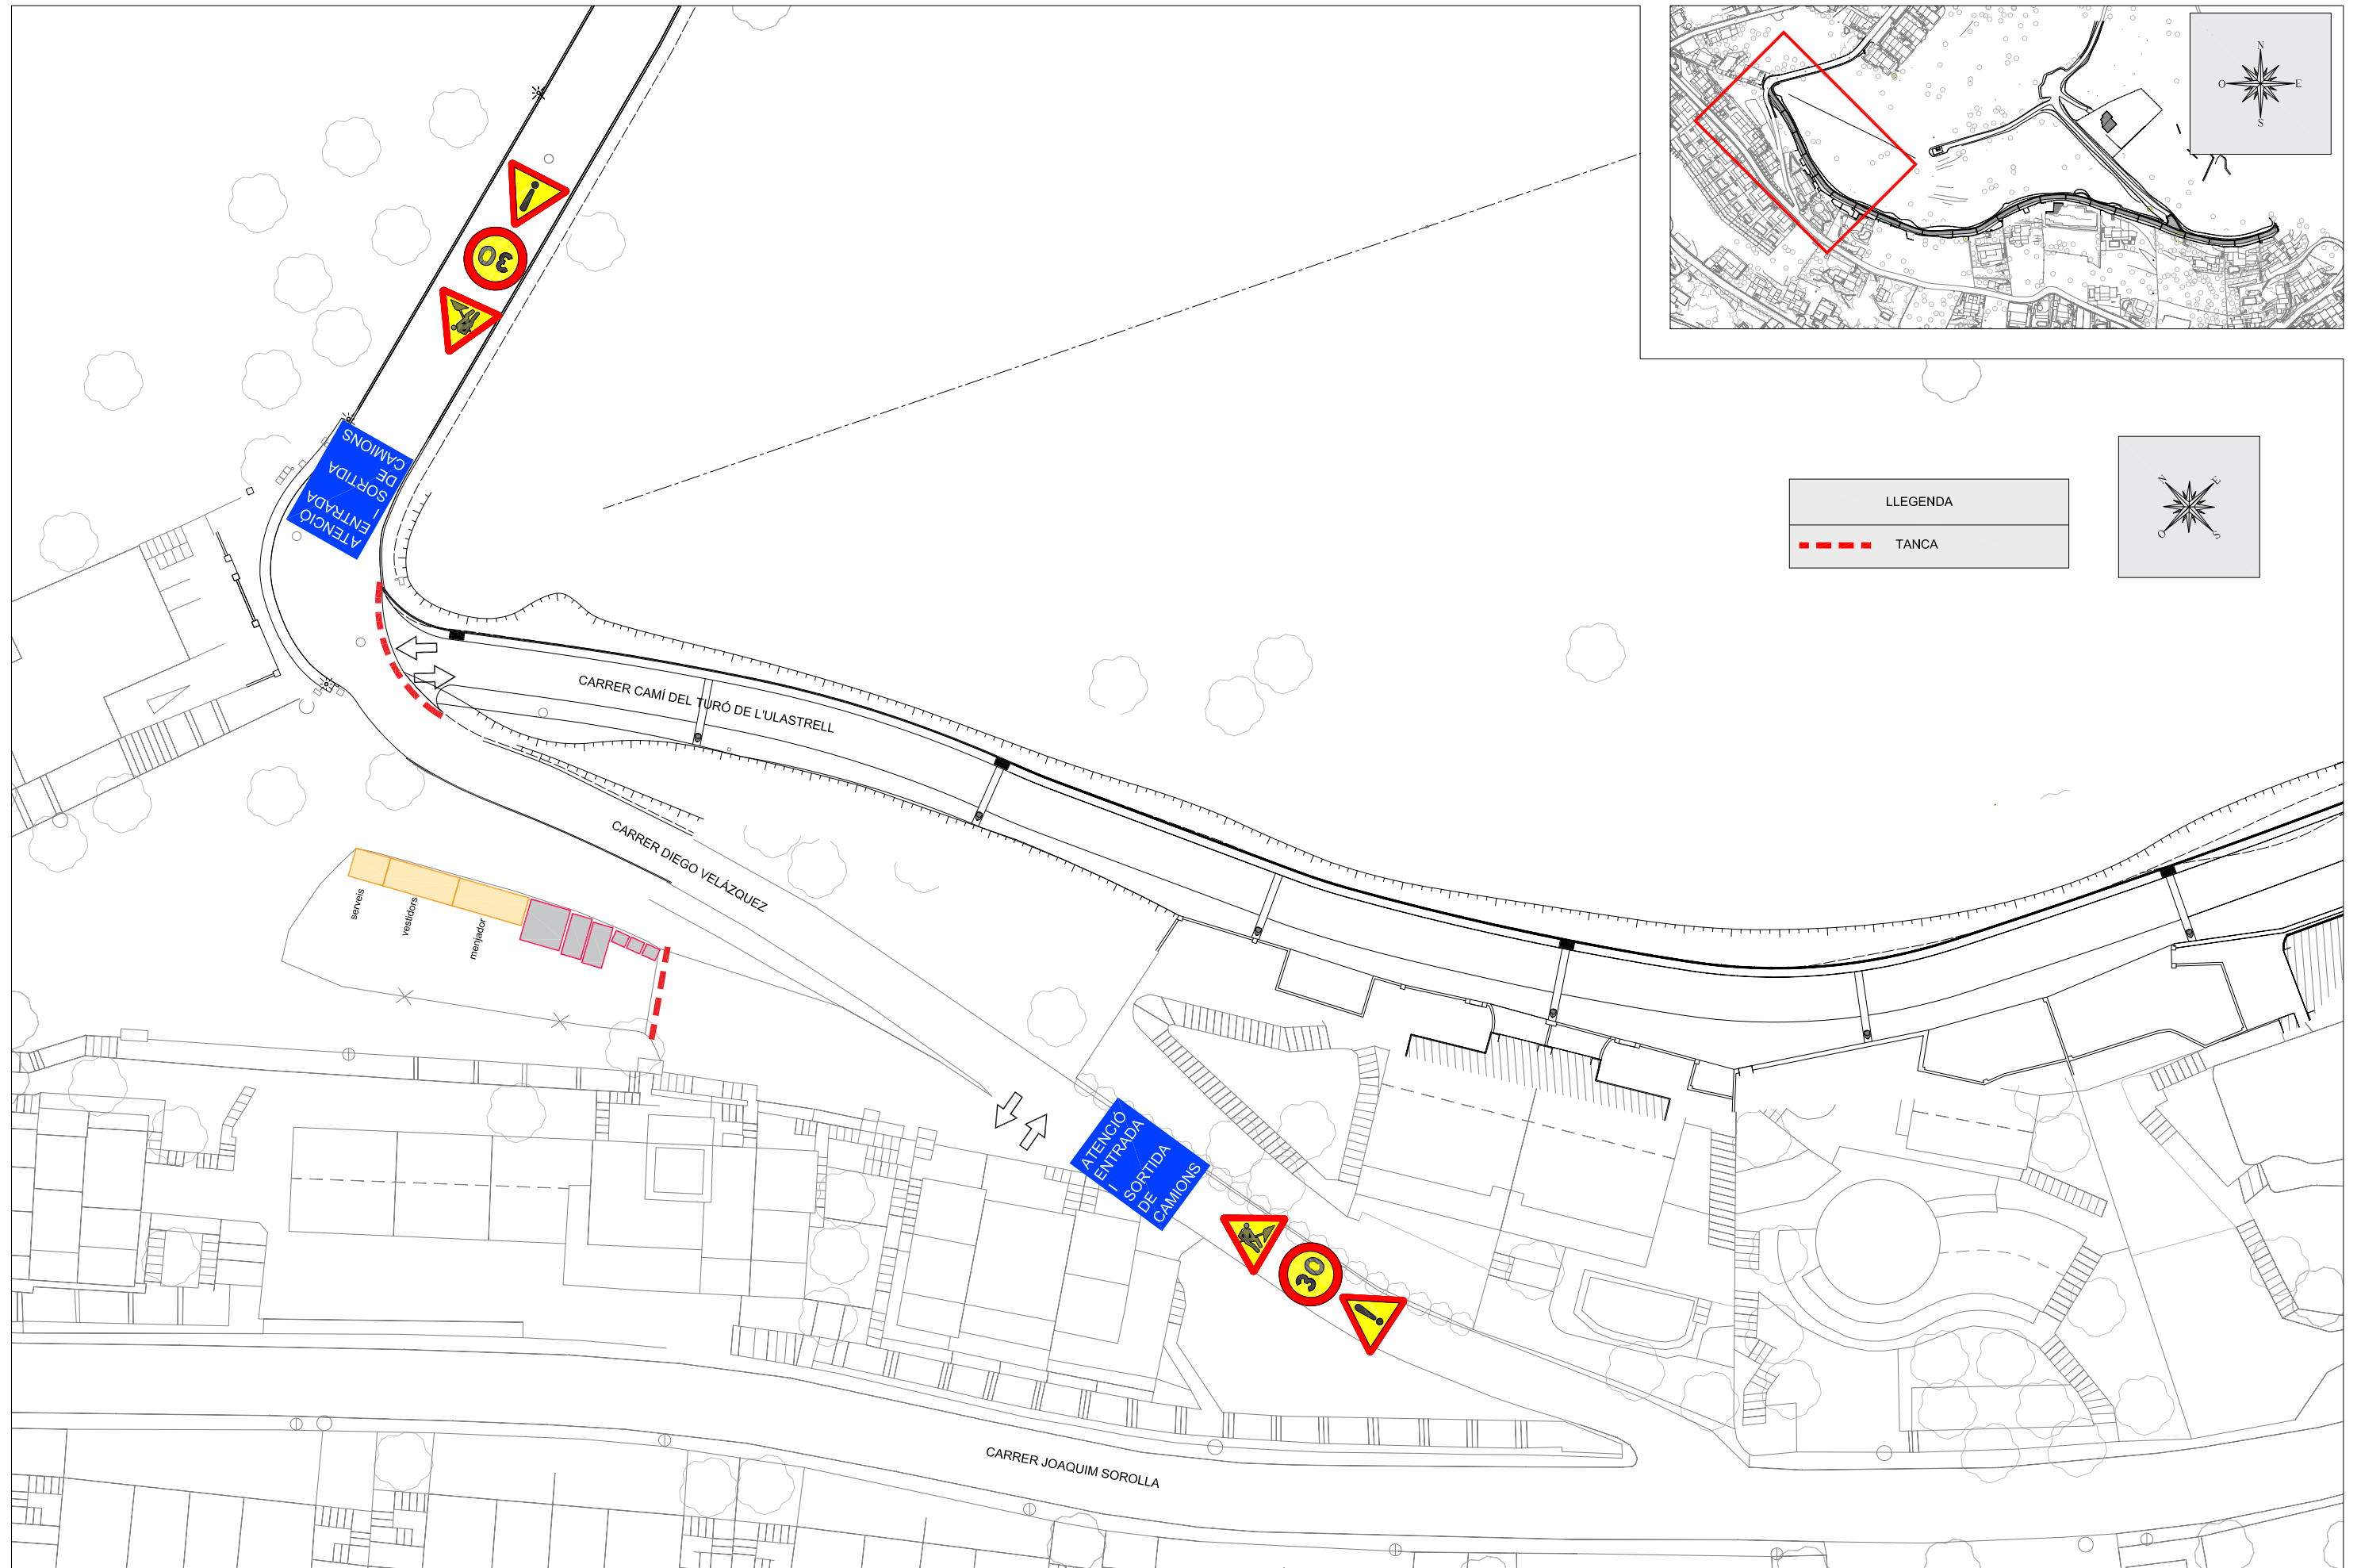 N
O
E
S
30
ATENCIÓ
ENTRADA
I
SORTIDA
DE
CAMIONS
LLEGENDA
TANCA
N
E
O
S
CARRER CAMÍ DEL TURÓ DE L'ULASTRELL
CARRER DIEGO VELÁZQUEZ
serveis
vestidors
menjador
ATENCIÓ
ENTRADA
I
SORTIDA
DE
CAMIONS
30
CARRER JOAQUIM SOROLLA